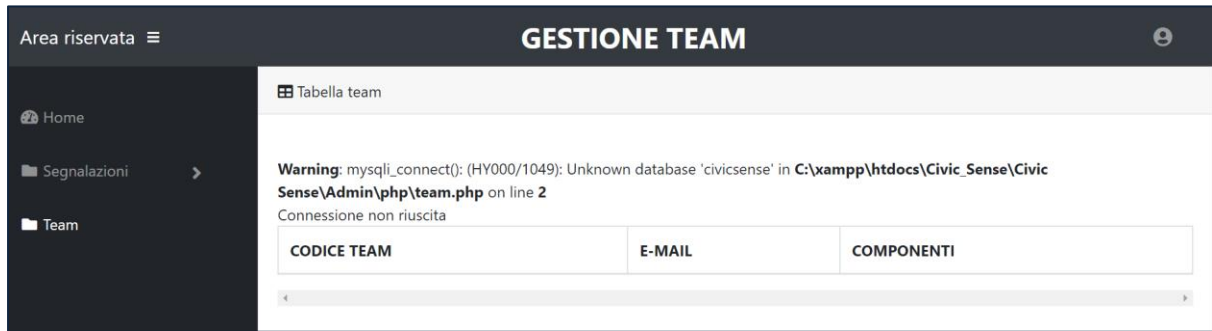 Area riservata
GESTIONE TEAM
Home
Segnalazioni
Team
Tabella team
Warning: mysqli_connect(): (HY000/1049): Unknown database 'civicsense' in C:\xampp\htdocs\Civic_Sense\Civic
Sense\Admin\php\team.php on line 2
Connessione non riuscita
CODICE TEAM E-MAIL COMPONENTI